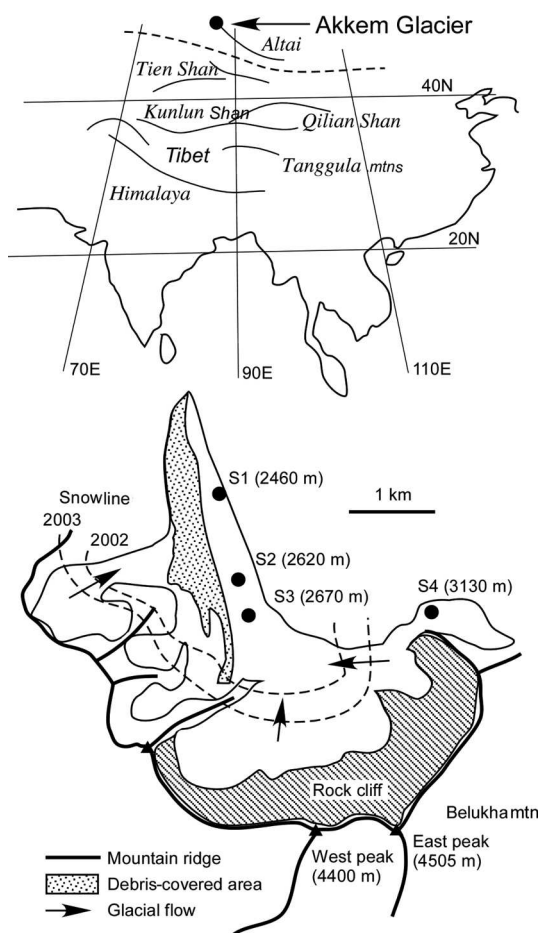 Akkem Glacier
Altai
Tien Shan
40N
Kunlun Shan
Qilian Shan
Tibet
Tanggula .mtns
Himalaya
20N
70E
90E
110E
S1 (2460 m)
1 km
Snowline
2003
2002
S2 (2620 m)
S3 (2670 m)
S4 (3130 m)
Rock cliff
Belukha mtn
East peak
(4505 m)
West peak
(4400 m)
Mountain ridge
Debris-covered area
Glacial flow